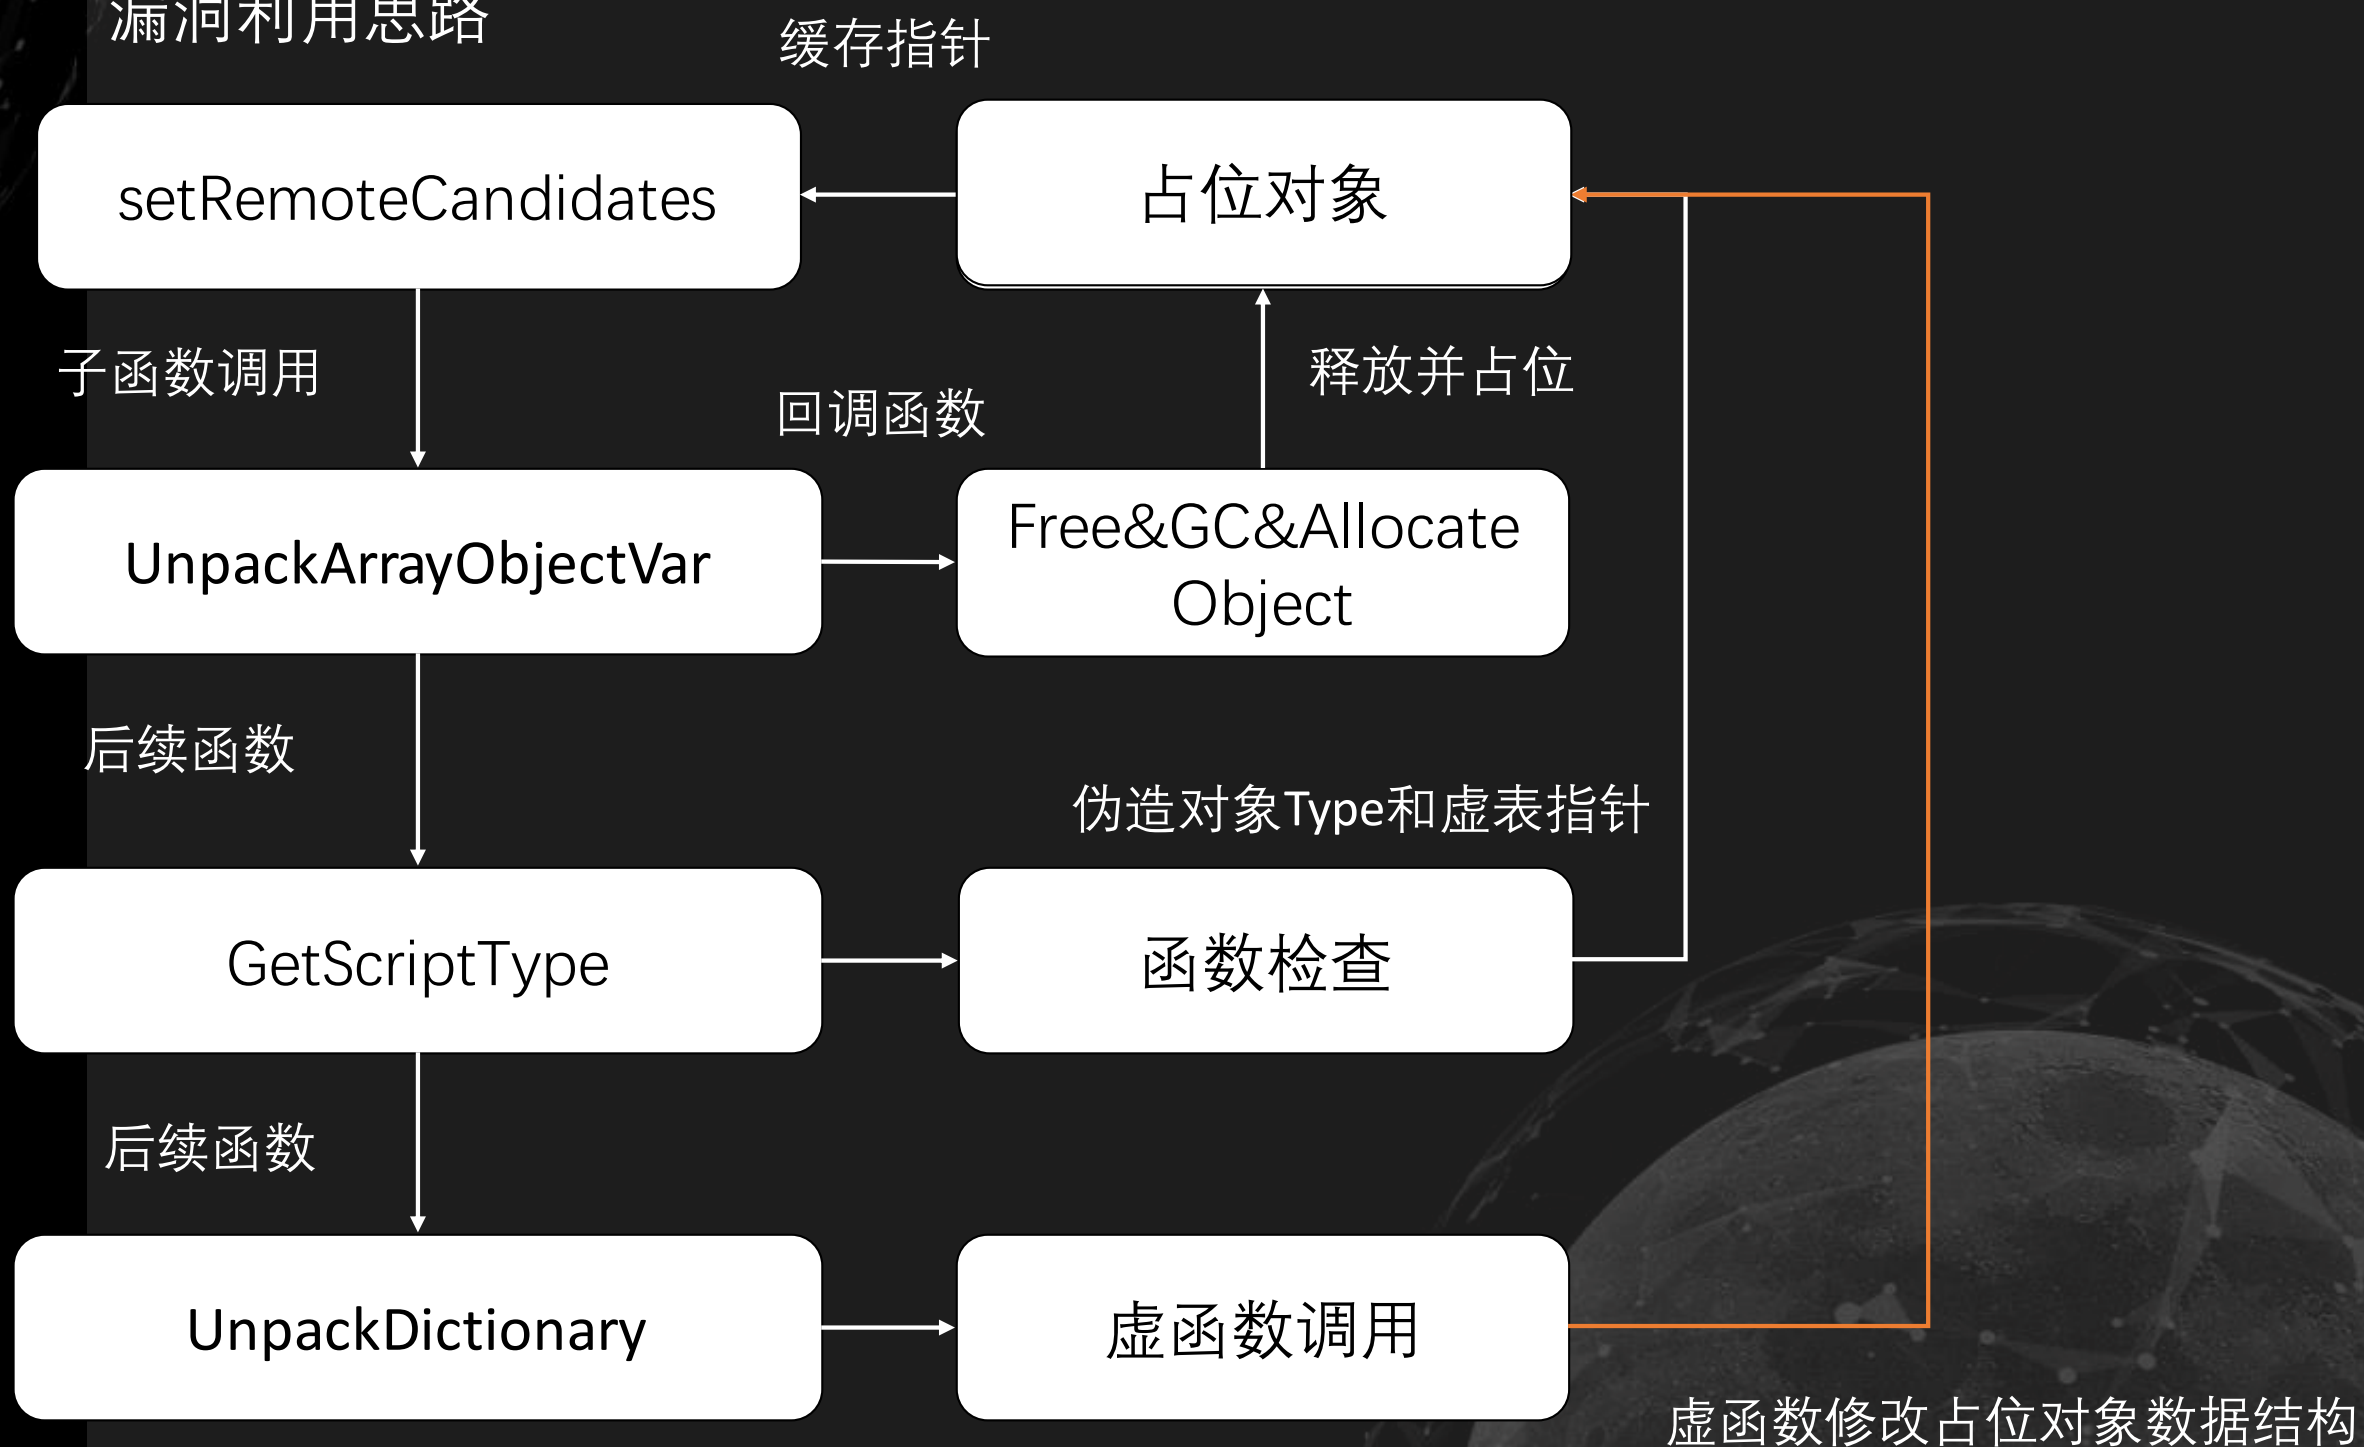 漏洞利用思路
缓存指针
setRemoteCandidates
占位对象
子函数调用
回调函数
释放并占位
UnpackArrayObjectVar
Free&GC&Allocate
Object
后续函数
伪造对象Type和虚表指针
GetScriptType
函数检查
后续函数
UnpackDictionary
虚函数调用
虚函数修改占位对象数据结构